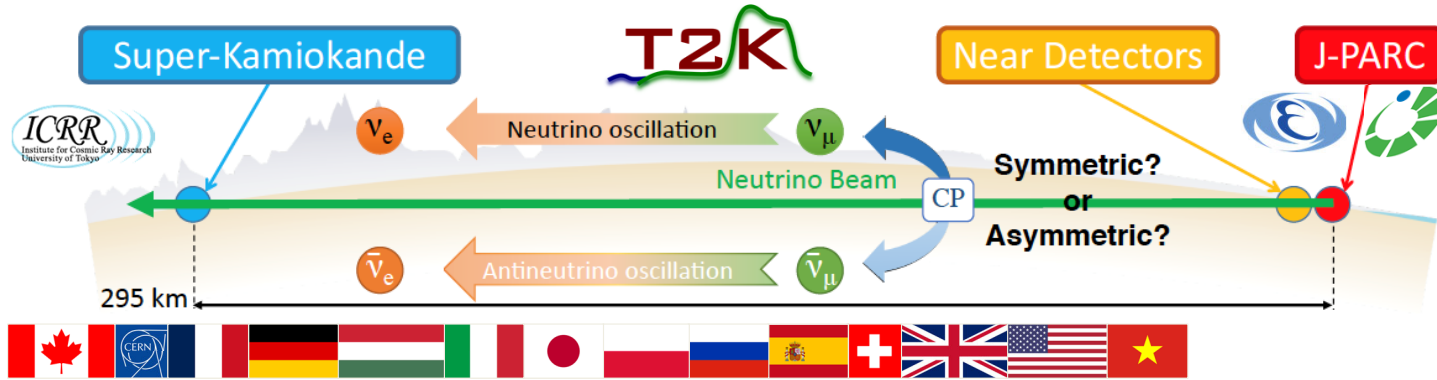 Super-Kamiokande
T2K
Near Detectors
J-PARC
ICRR
Institute for Cosmic Ray Research
University of Tokyo
νe
Neutrino oscillation
νμ
Symmetric?
Neutrino Beam
CP
or
Asymmetric?
ν̄e
Antineutrino oscillation
ν̄μ
295 km
CERN